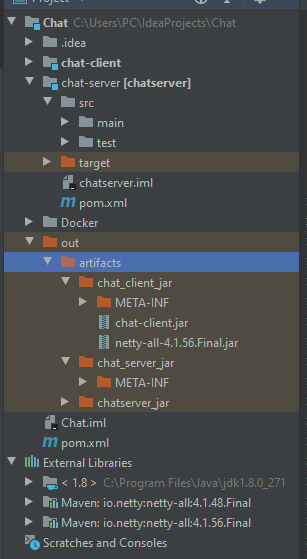 Project
Chat C:\Users\PC\IdeaProjects\Chat
.idea
chat-client
chat-server [chatserver]
src
main
test
target
chatserver.iml
pom.xml
Docker
out
artifacts
chat_client_jar
META-INF
chat-client.jar
netty-all-4.1.56.Final.jar
chat_server_jar
META-INF
chatserver_jar
Chat.iml
pom.xml
External Libraries
< 1.8 > C:\Program Files\Java\jdk1.8.0_271
Maven: io.netty:netty-all:4.1.48.Final
Maven: io.netty:netty-all:4.1.56.Final
Scratches and Consoles